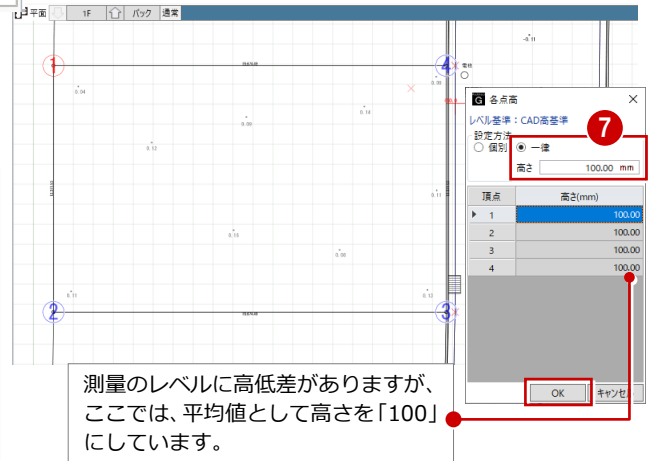 平面 1F バック 通常
-0.11
1
4
電柱
0.04
0.09
0.14
0.09
0.12
0.11
0.13
0.08
0.11
0.13
2
3
G 各点高
レベル基準:CAD高基準
設定方法
個別 一律
7
高さ 100.00 mm
頂点 高さ(mm)
1 100.00
2 100.00
3 100.00
4 100.00
OK キャンセル
測量のレベルに高低差がありますが、
ここでは、平均値として高さを「100」
にしています。